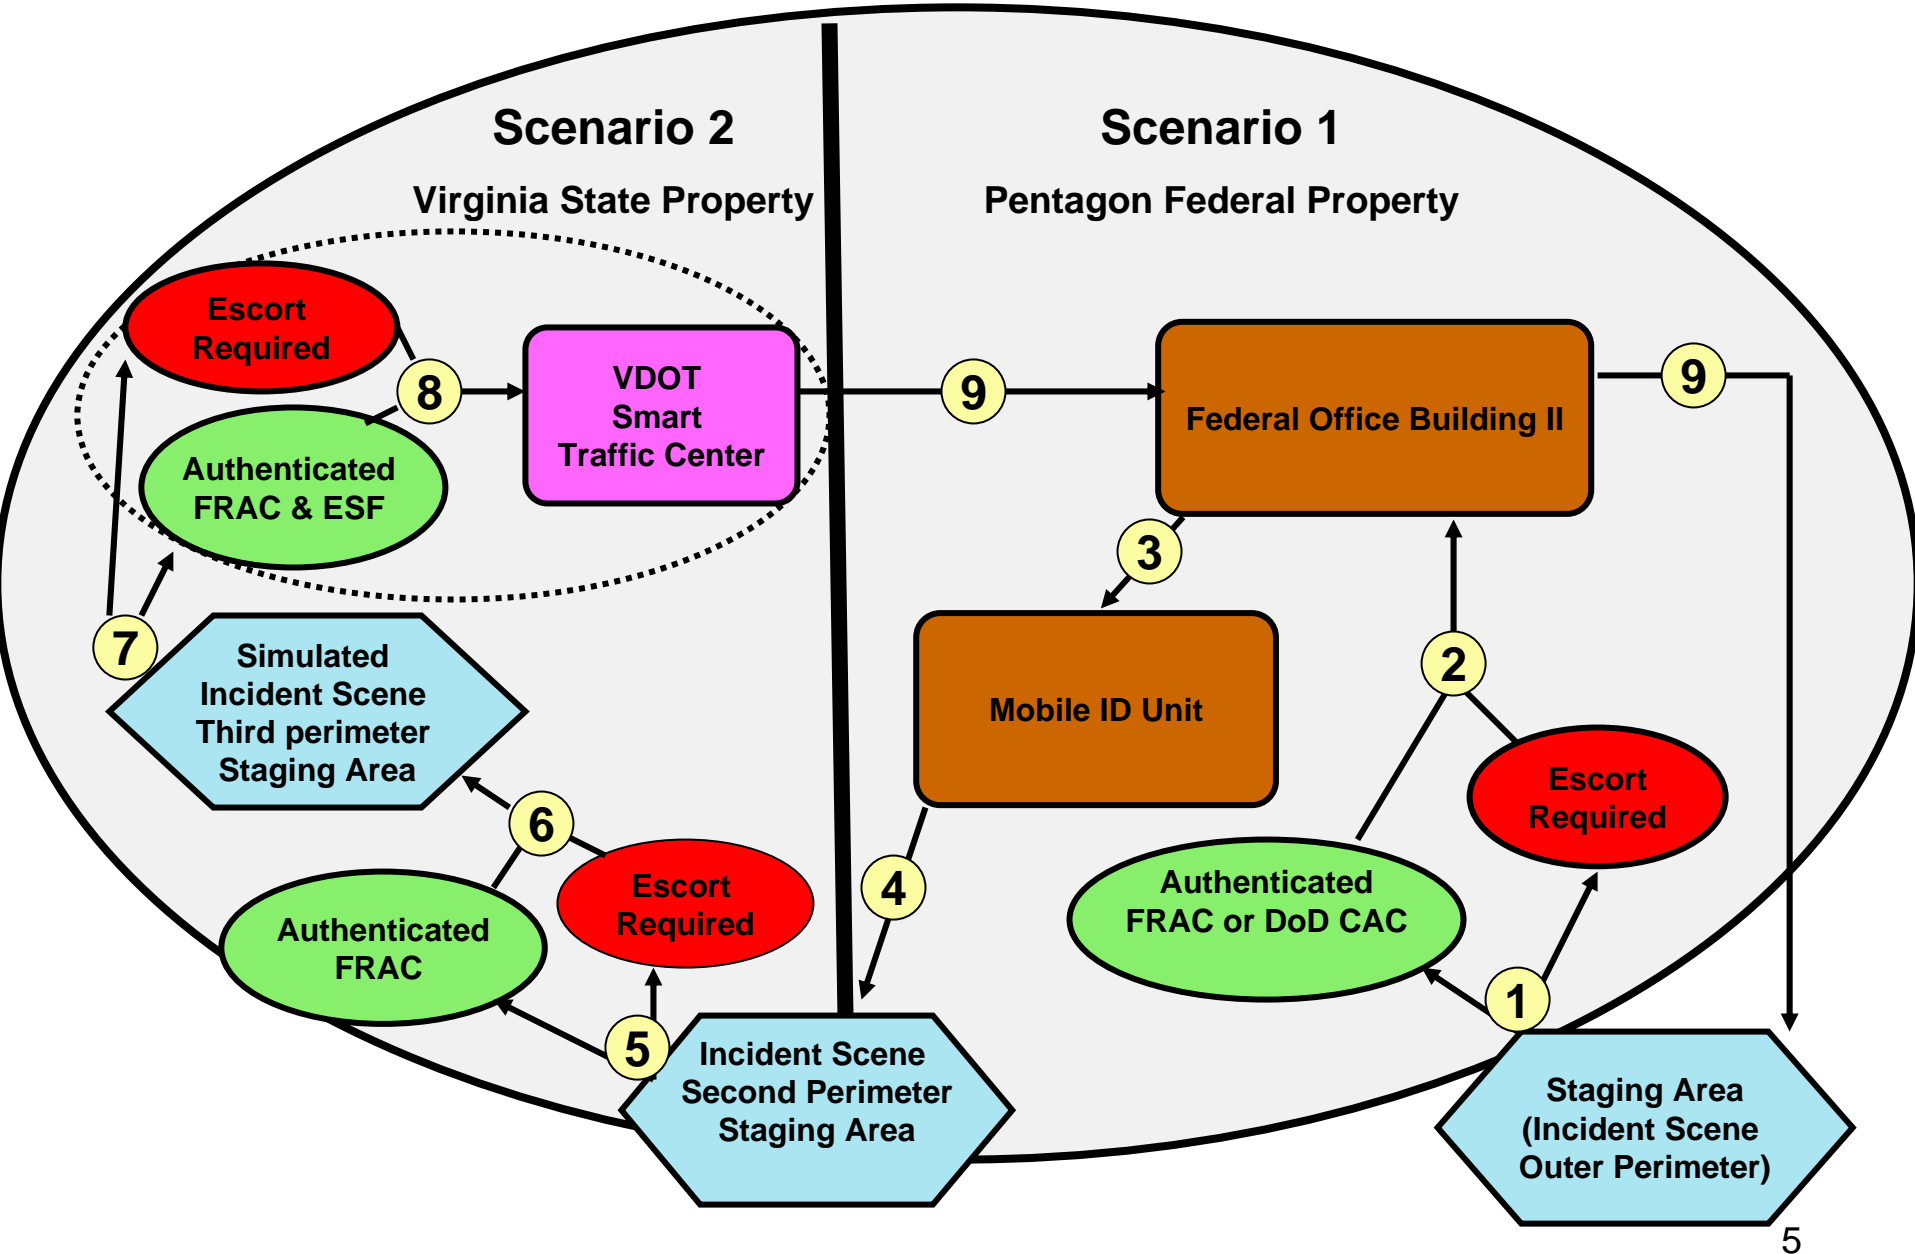 Scenario 2
Virginia State Property
Scenario 1
Pentagon Federal Property
Escort
Required
8
VDOT
Smart
Traffic Center
9
Federal Office Building II
9
Authenticated
FRAC & ESF
3
7
Simulated
Incident Scene
Third perimeter
Staging Area
Mobile ID Unit
2
Escort
Required
6
Authenticated
FRAC
Escort
Required
4
Authenticated
FRAC or DoD CAC
1
5
Incident Scene
Second Perimeter
Staging Area
Staging Area
(Incident Scene
Outer Perimeter)
5